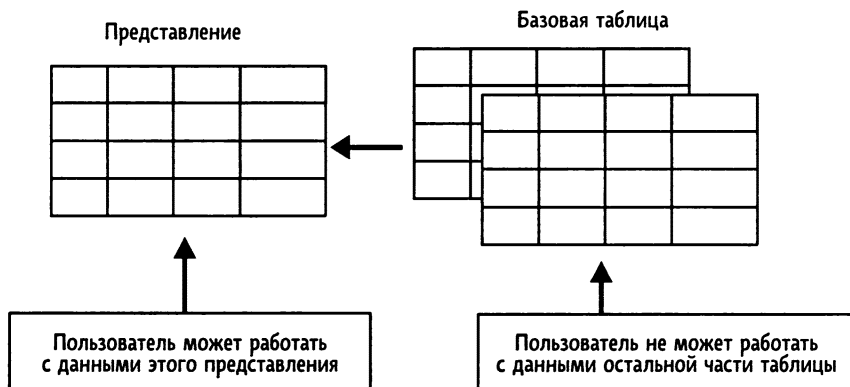 Представление
Базовая таблица
Пользователь может работать
с данными этого представления
Пользователь не может работать
с данными остальной части таблицы